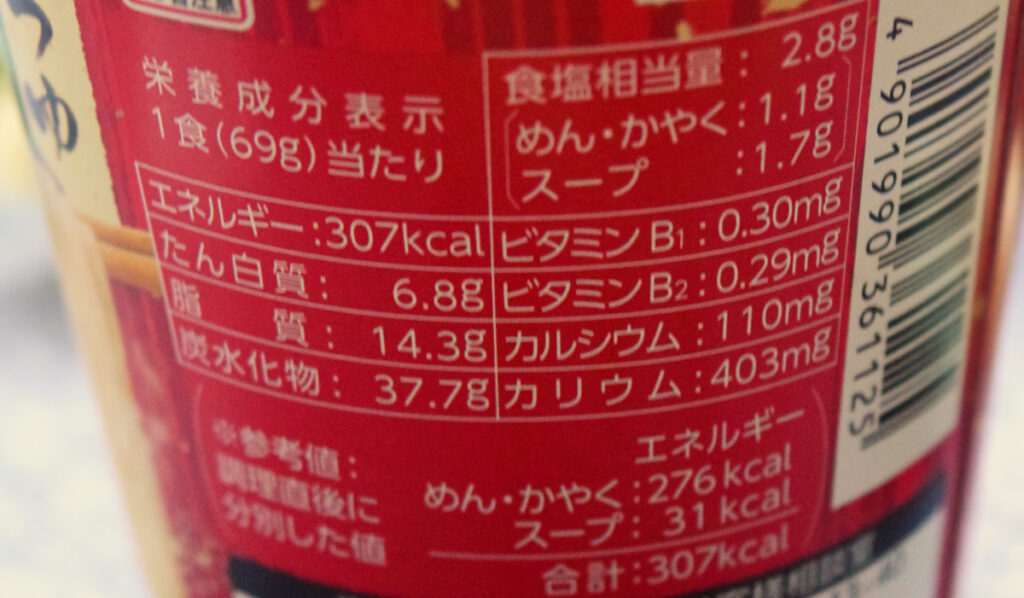 つゆ
栄養成分表示
1食(69g)当たり
エネルギー:307kcal
たん白質: 6.8g
脂質: 14.3g
炭水化物: 37.7g
食塩相当量: 2.8g
めん・かやく:1.1g
スープ:1.7g
ビタミンB1:0.30mg
ビタミンB2:0.29mg
カルシウム:110mg
カリウム:403mg
※参考値:
調理直後に
分別した値
エネルギー
めん・かやく:276kcal
スープ: 31kcal
合計:307kcal
4 901990 361125